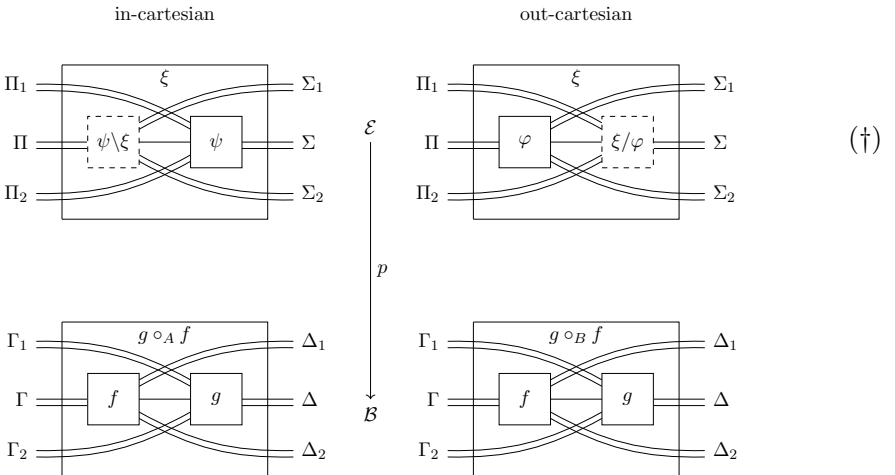 in-cartesian out-cartesian
ξ ξ
Π₁ Σ₁ Π₁ Σ₁
ℰ
Π ψ\ξ ψ Σ Π φ ξ/φ Σ (†)
Π₂ Σ₂ Π₂ Σ₂
p
g ∘_A f g ∘_B f
Γ₁ Δ₁ Γ₁ Δ₁
Γ f g Δ Γ f g Δ
ℬ
Γ₂ Δ₂ Γ₂ Δ₂